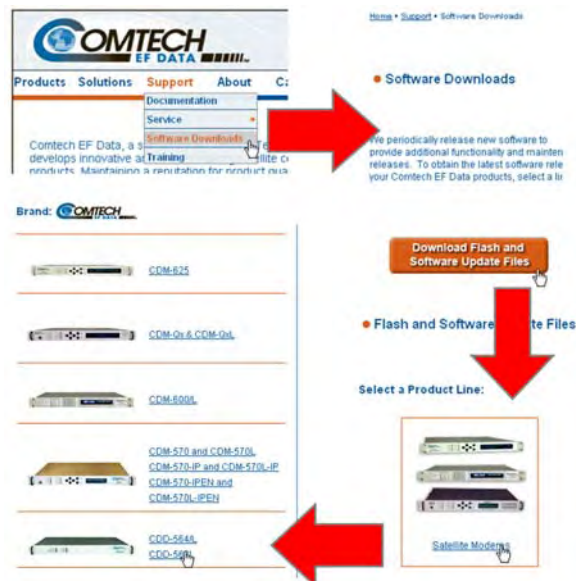 COMTECH
EF DATA
Products Solutions Support About
Documentation
Service
Software Downloads
Training
Comtech EF Data, a
develops innovative
products. Maintaining a reputation for product
Home • Support • Software Downloads
Software Downloads
We periodically release new software to
provide additional functionality and
releases. To obtain the latest software
your Comtech EF Data products, select a
Download Flash and
Software Update Files
Flash and Software Files
Select a Product Line:
Satellite Modems
Brand: COMTECH
EF DATA
CDM-625
CDM-Qx & CDM-QxL
CDM-600/L
CDM-570 and CDM-570L
CDM-570-IP and CDM-570L-IP
CDM-570-IPEN and
CDM-570L-IPEN
CDD-564/L